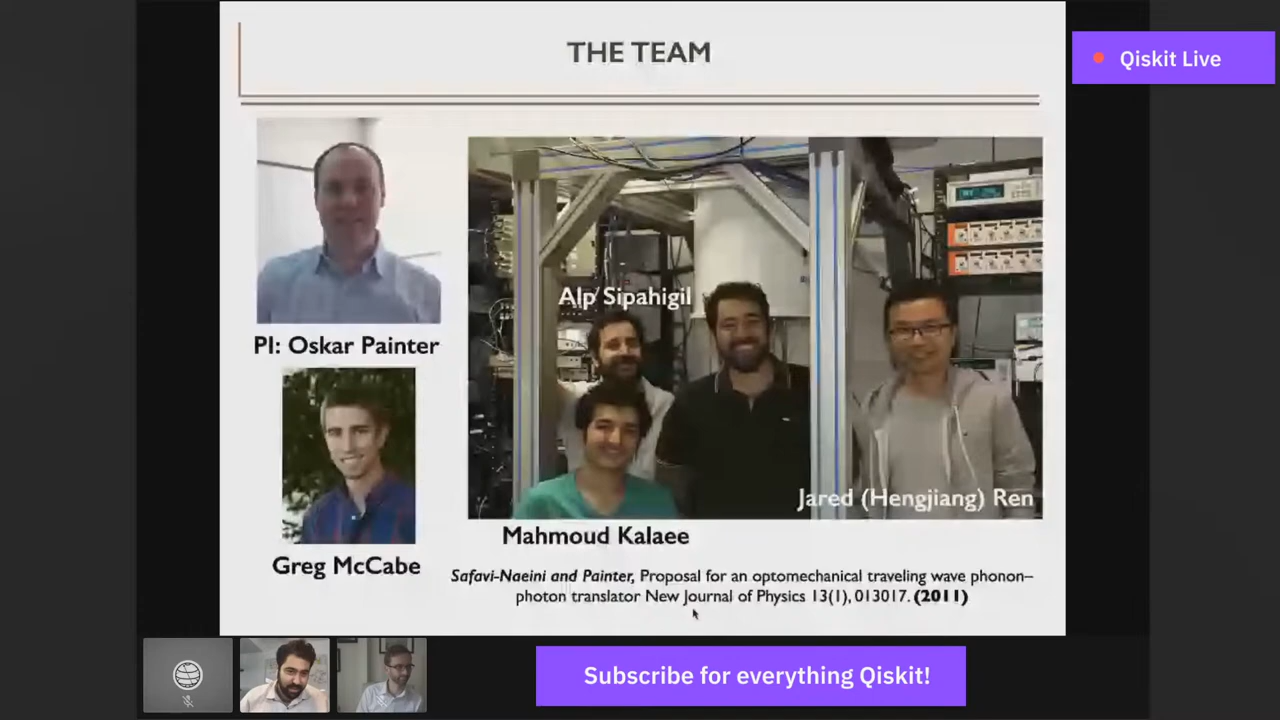 THE TEAM
Qiskit Live
Alp Sipahigil
PI: Oskar Painter
Jared (Hengjiang) Ren
Mahmoud Kalaee
Greg McCabe
Safavi-Naeini and Painter, Proposal for an optomechanical traveling wave phonon–
photon translator New Journal of Physics 13(1), 013017. (2011)
Subscribe for everything Qiskit!